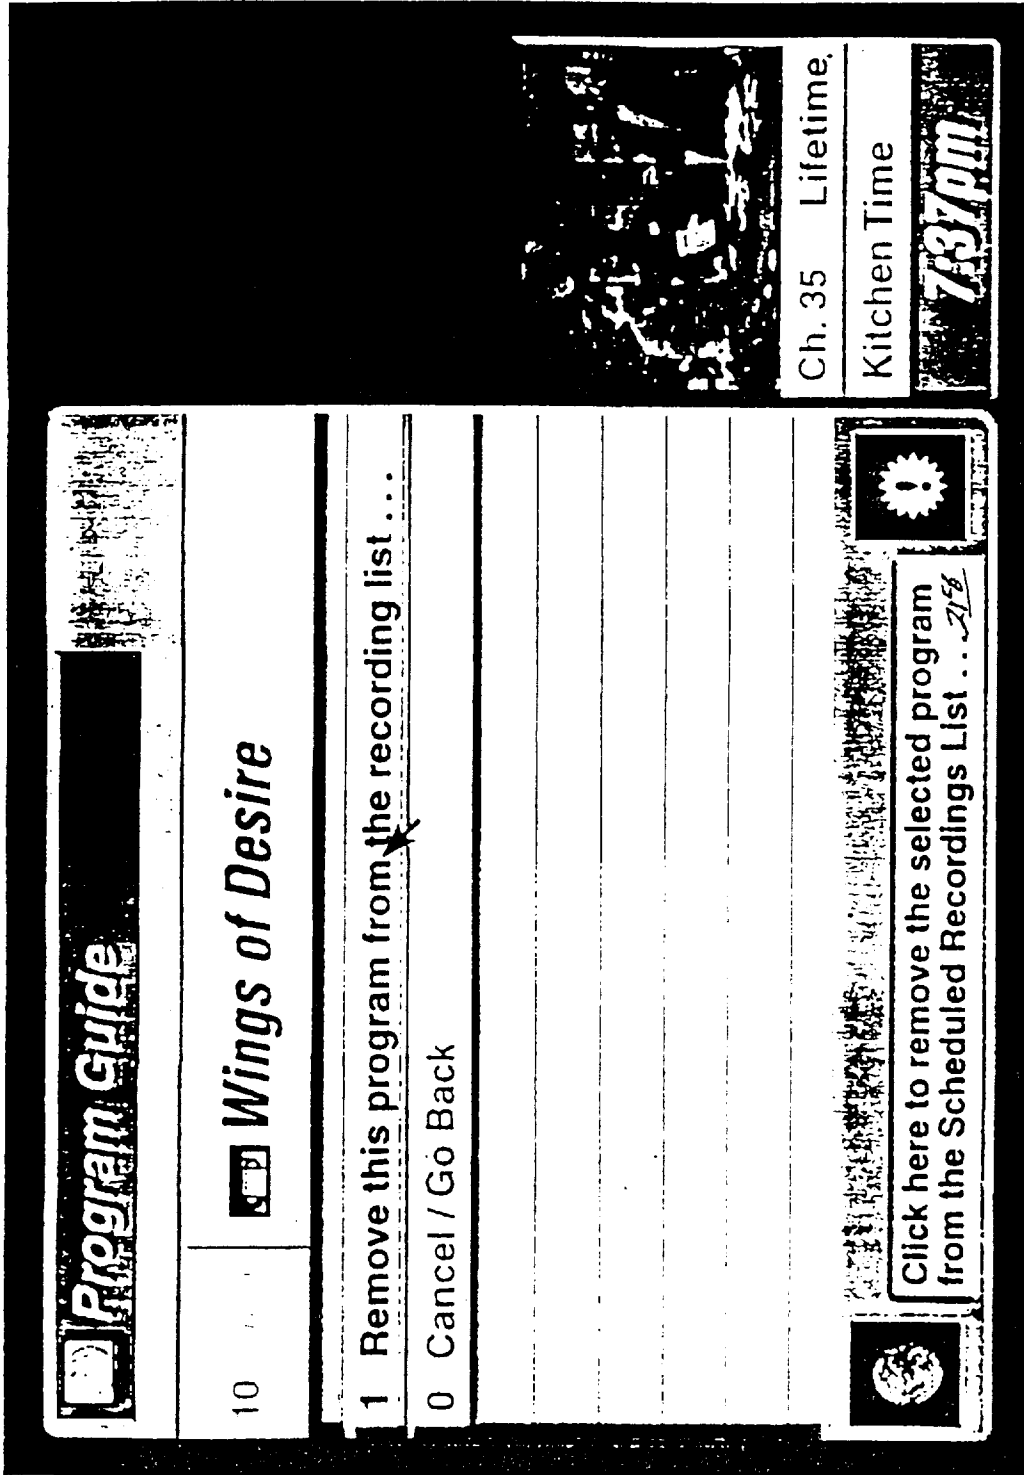 Program Guide
10 Wings of Desire
1 Remove this program from the recording list ...
0 Cancel / Go Back
Click here to remove the selected program
from the Scheduled Recordings List ...
Ch. 35 Lifetime,
Kitchen Time
7:37pm